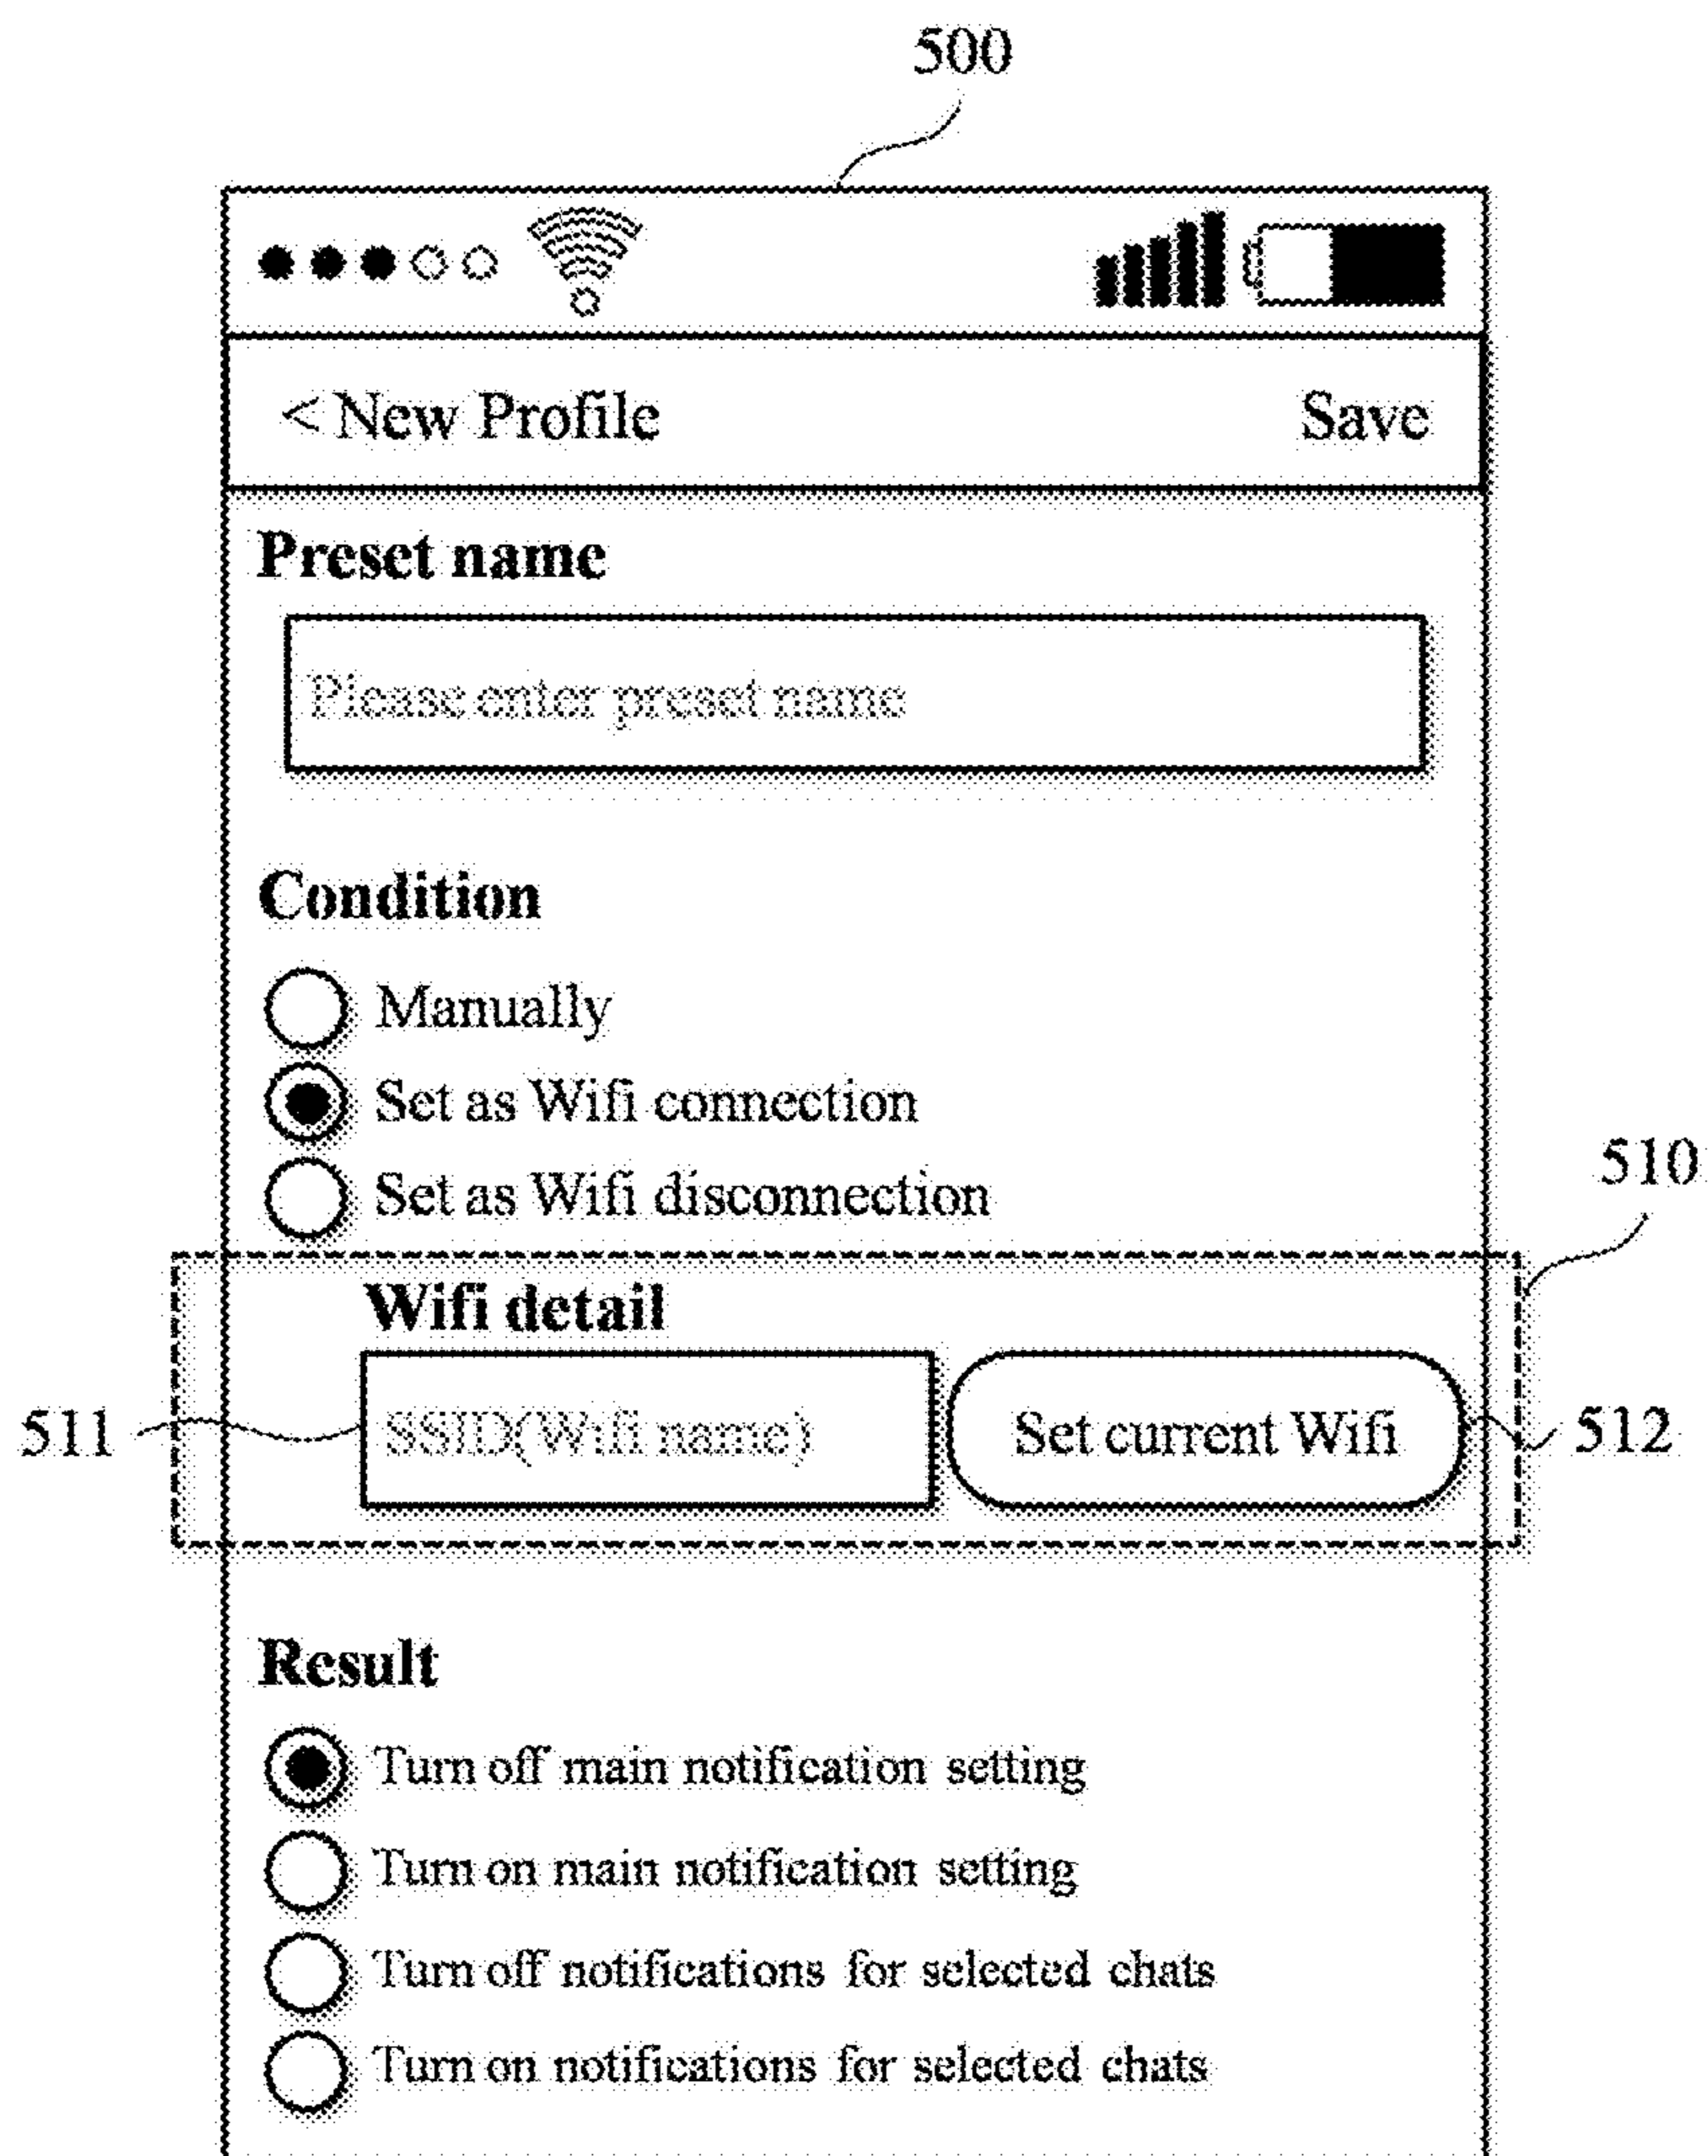 500
< New Profile Save
Preset name
Please enter preset name
Condition
Manually
Set as Wifi connection
Set as Wifi disconnection
510
Wifi detail
511 SSID(Wifi name) Set current Wifi 512
Result
Turn off main notification setting
Turn on main notification setting
Turn off notifications for selected chats
Turn on notifications for selected chats